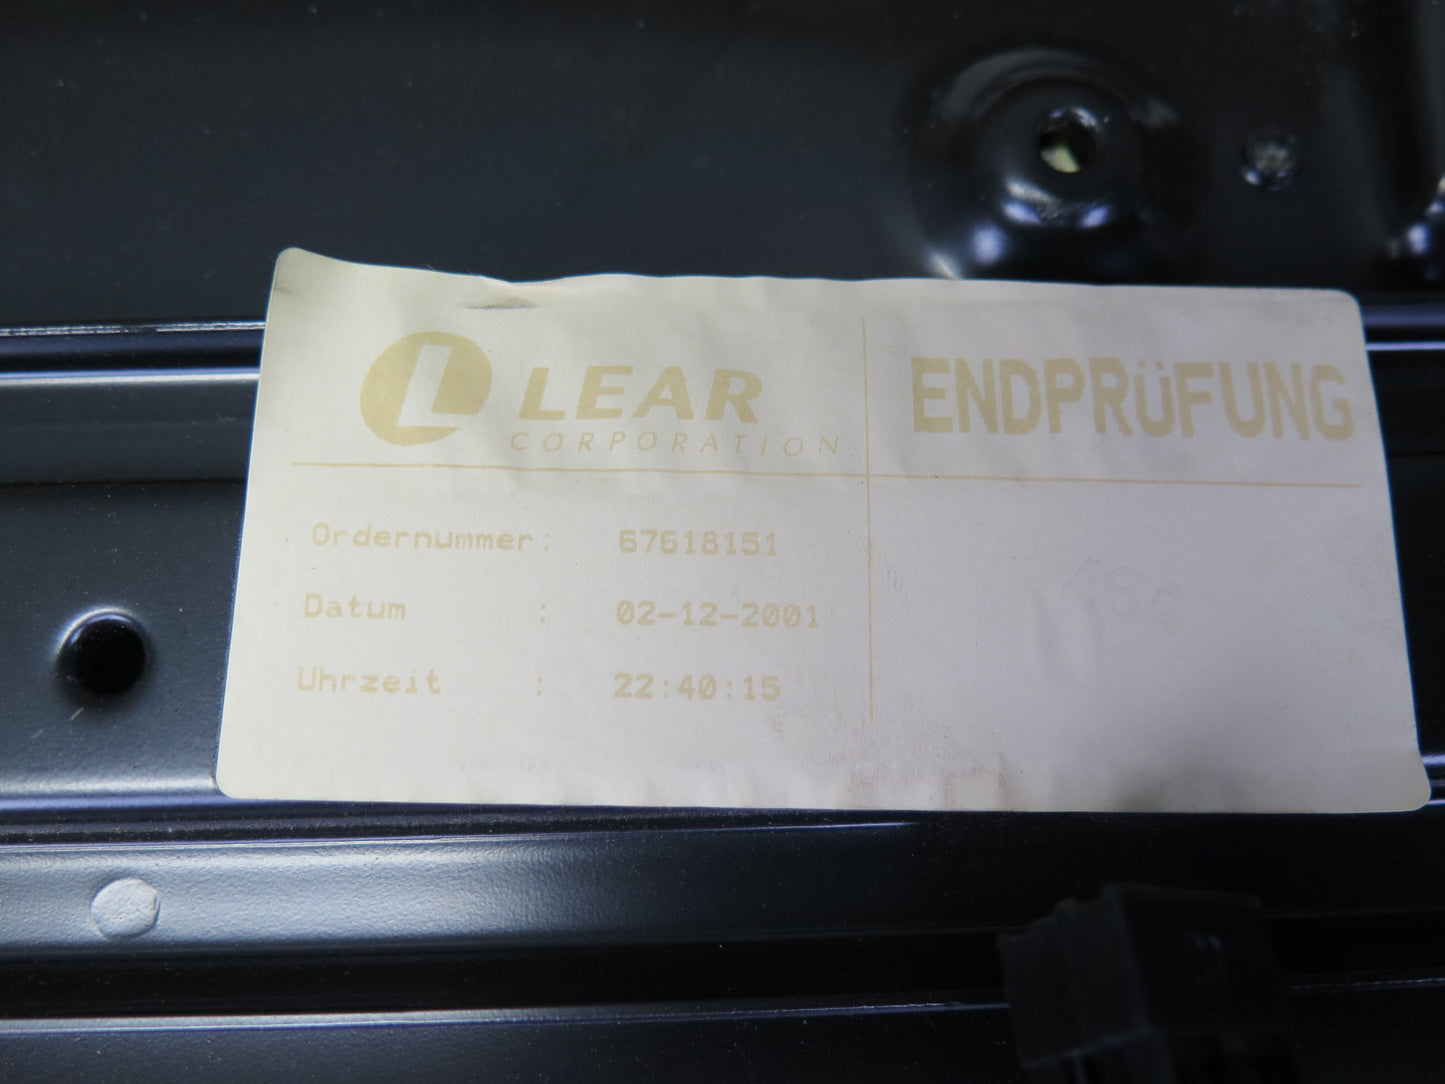 LEAR
CORPORATION
ENDPRüFUNG
Ordernummer: 67618151
Datum : 02-12-2001
Uhrzeit : 22:40:15